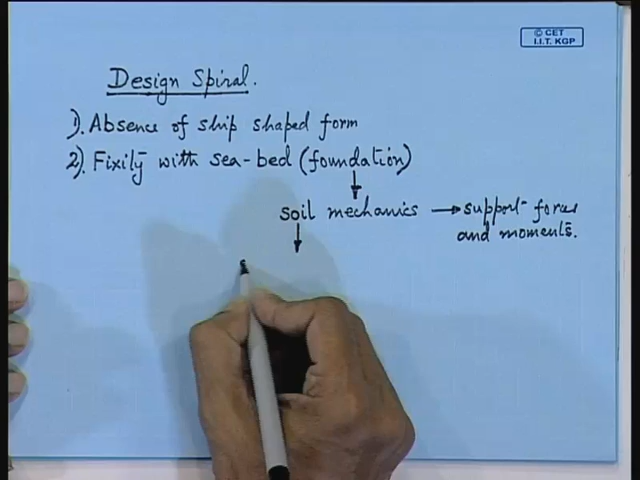 © CET
I.I.T. KGP
Design Spiral.
1). Absence of ship shaped form
2). Fixity with sea-bed (foundation)
soil mechanics → support forces
and moments.